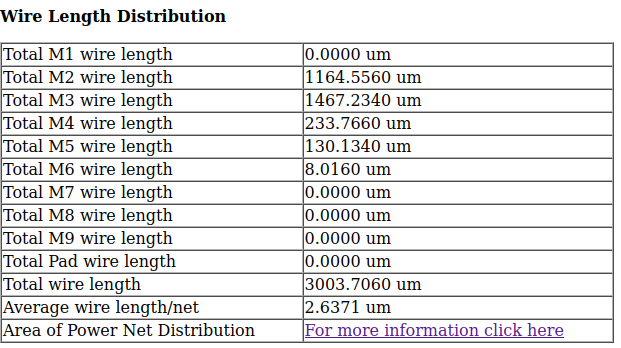 Wire Length Distribution
Total M1 wire length 0.0000 um
Total M2 wire length 1164.5560 um
Total M3 wire length 1467.2340 um
Total M4 wire length 233.7660 um
Total M5 wire length 130.1340 um
Total M6 wire length 8.0160 um
Total M7 wire length 0.0000 um
Total M8 wire length 0.0000 um
Total M9 wire length 0.0000 um
Total Pad wire length 0.0000 um
Total wire length 3003.7060 um
Average wire length/net 2.6371 um
Area of Power Net Distribution For more information click here